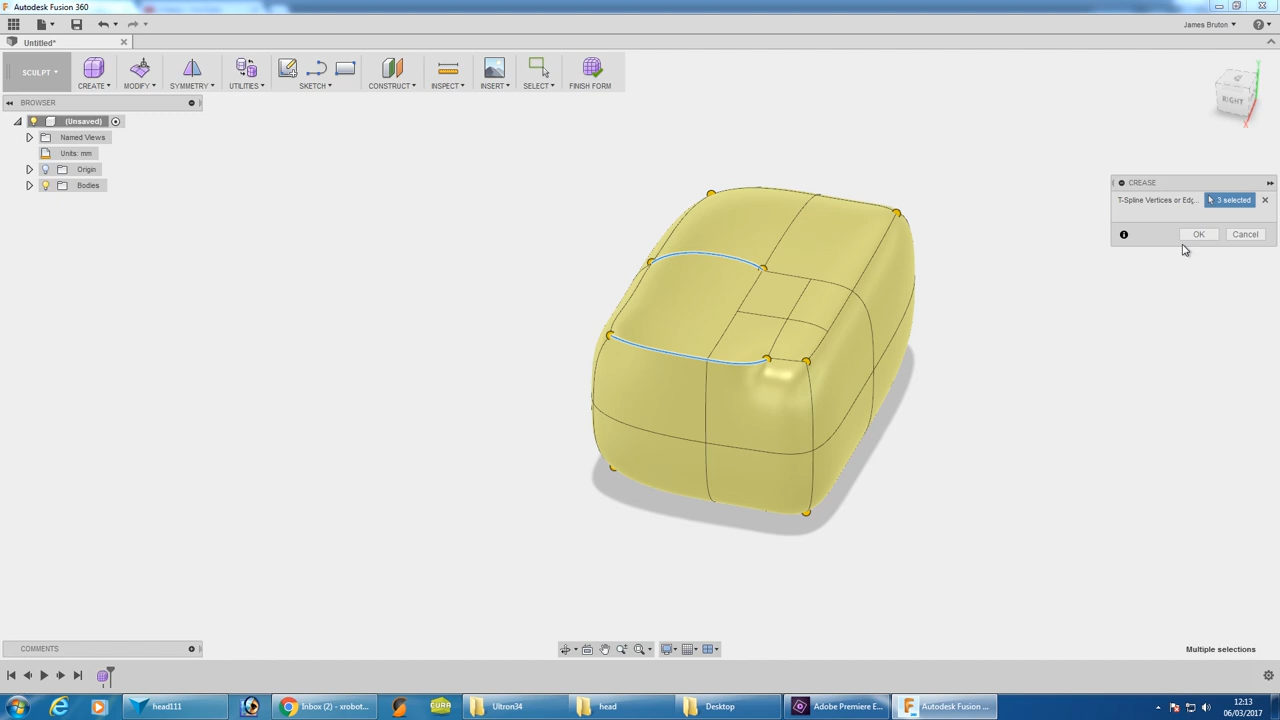 Autodesk Fusion 360
James Bruton
Untitled*
SCULPT
CREATE
MODIFY
SYMMETRY
UTILITIES
SKETCH
CONSTRUCT
INSPECT
INSERT
SELECT
FINISH FORM
BROWSER
(Unsaved)
Named Views
Units: mm
Origin
Bodies
RIGHT
Y
X
CREASE
T-Spline Vertices or Edg...
3 selected
OK
Cancel
COMMENTS
Multiple selections
head111
Inbox (2) - xrobot...
CURA
Ultron34
head
Desktop
Adobe Premiere E...
Autodesk Fusion ...
12:13
06/03/2017